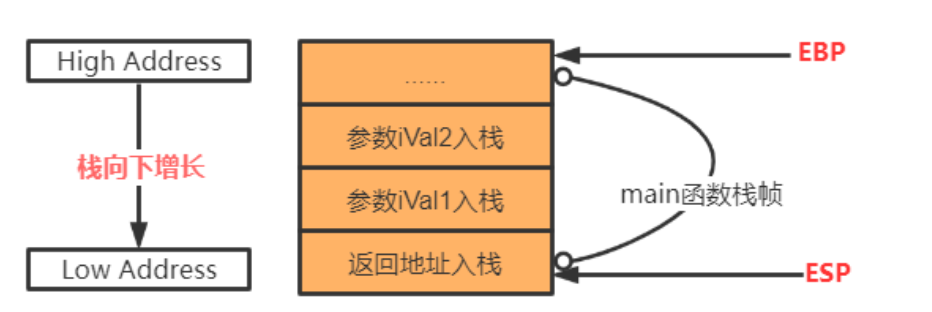 High Address
栈向下增长
Low Address
......
参数iVal2入栈
参数iVal1入栈
返回地址入栈
EBP
main函数栈帧
ESP